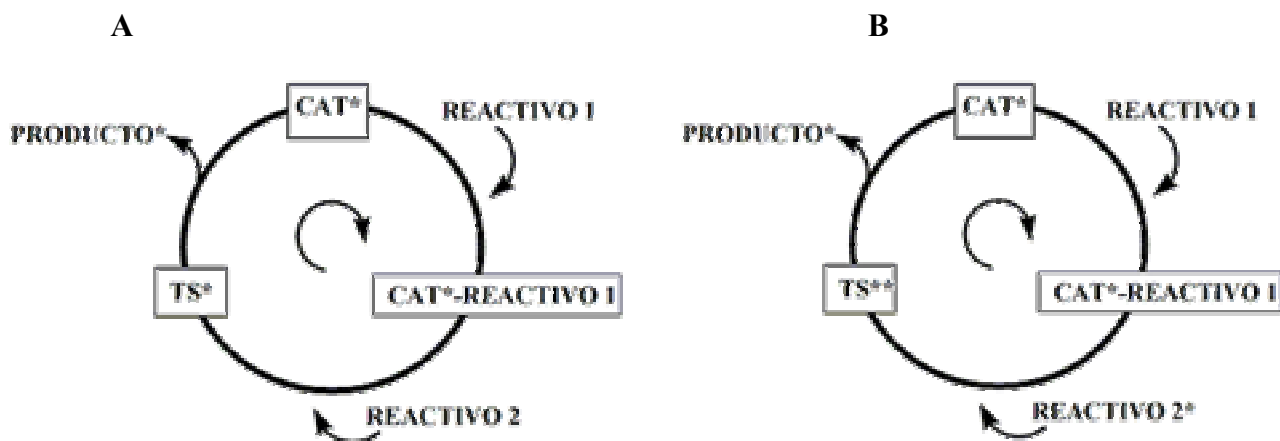 A
CAT*
REACTIVO 1
PRODUCTO*
TS*
CAT*-REACTIVO 1
REACTIVO 2
B
CAT*
REACTIVO 1
PRODUCTO*
TS**
CAT*-REACTIVO 1
REACTIVO 2*